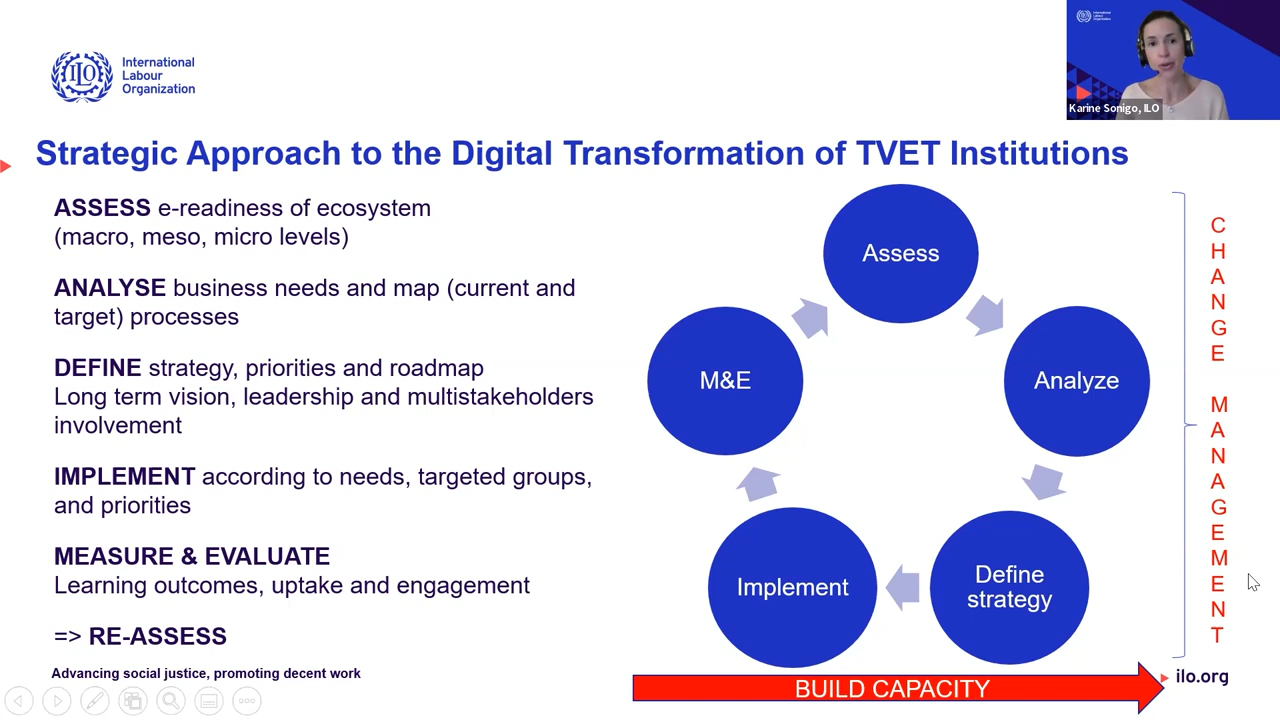 International
Labour
Organization
Karine Sonigo, ILO
Strategic Approach to the Digital Transformation of TVET Institutions
ASSESS e-readiness of ecosystem
(macro, meso, micro levels)
ANALYSE business needs and map (current and
target) processes
DEFINE strategy, priorities and roadmap
Long term vision, leadership and multistakeholders
involvement
IMPLEMENT according to needs, targeted groups,
and priorities
MEASURE & EVALUATE
Learning outcomes, uptake and engagement
=> RE-ASSESS
Assess
Analyze
Define
strategy
Implement
M&E
CHANGE MANAGEMENT
BUILD CAPACITY
Advancing social justice, promoting decent work
ilo.org